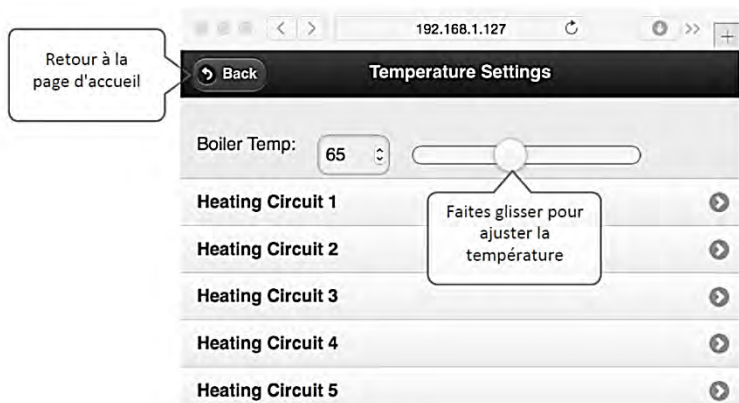 192.168.1.127
>>
Retour à la
page d'accueil
Back
Temperature Settings
Boiler Temp:
65
Heating Circuit 1
Faites glisser pour
ajuster la
température
Heating Circuit 2
Heating Circuit 3
Heating Circuit 4
Heating Circuit 5